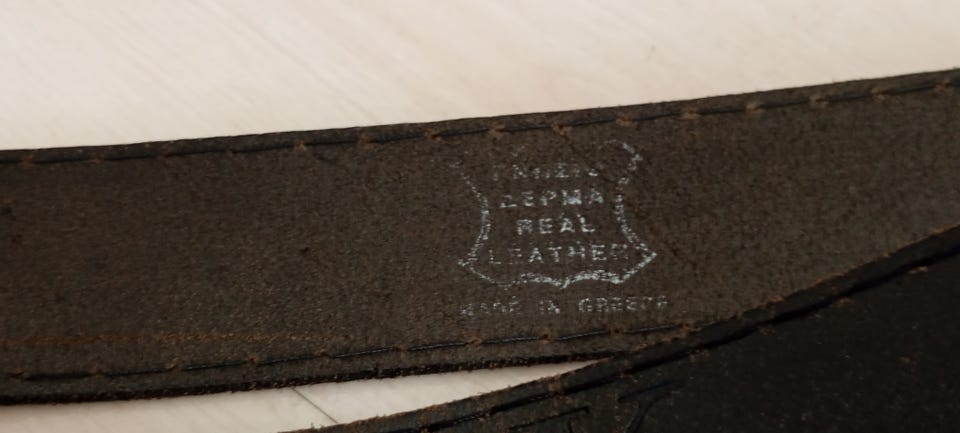 ΔΕΡΜΑ
REAL
LEATHER
MADE IN GREECE